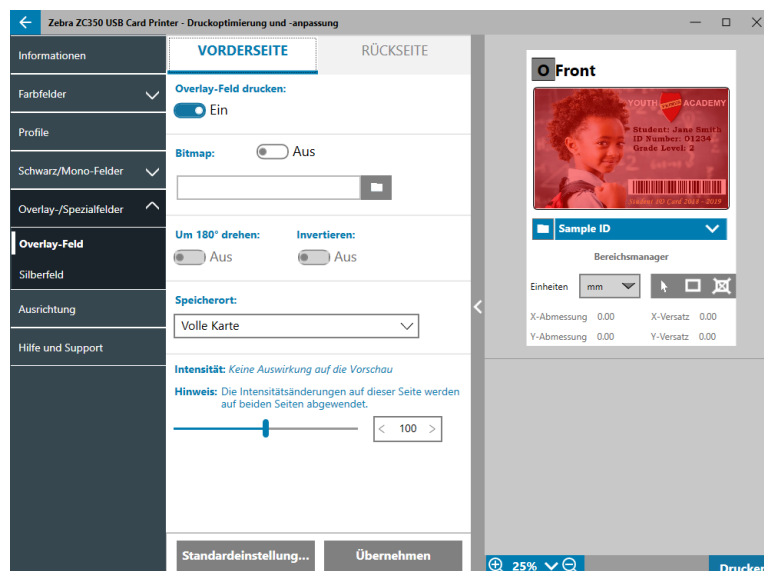 Zebra ZC350 USB Card Printer - Druckoptimierung und -anpassung
Informationen
Farbfelder
Profile
Schwarz/Mono-Felder
Overlay-/Spezialfelder
Overlay-Feld
Silberfeld
Ausrichtung
Hilfe und Support
VORDERSEITE
RÜCKSEITE
Overlay-Feld drucken:
Ein
Bitmap:
Aus
Um 180° drehen:
Invertieren:
Aus
Aus
Speicherort:
Volle Karte
Intensität: Keine Auswirkung auf die Vorschau
Hinweis: Die Intensitätsänderungen auf dieser Seite werden
auf beiden Seiten abgewendet.
< 100 >
Standardeinstellung...
Übernehmen
O Front
YOUTH ACADEMY
Student: Jane Smith
ID Number: 01234
Grade Level: 2
Student ID Card 2018 - 2019
Sample ID
Bereichsmanager
Einheiten
mm
X-Abmessung 0.00 X-Versatz 0.00
Y-Abmessung 0.00 Y-Versatz 0.00
25%
Drucken